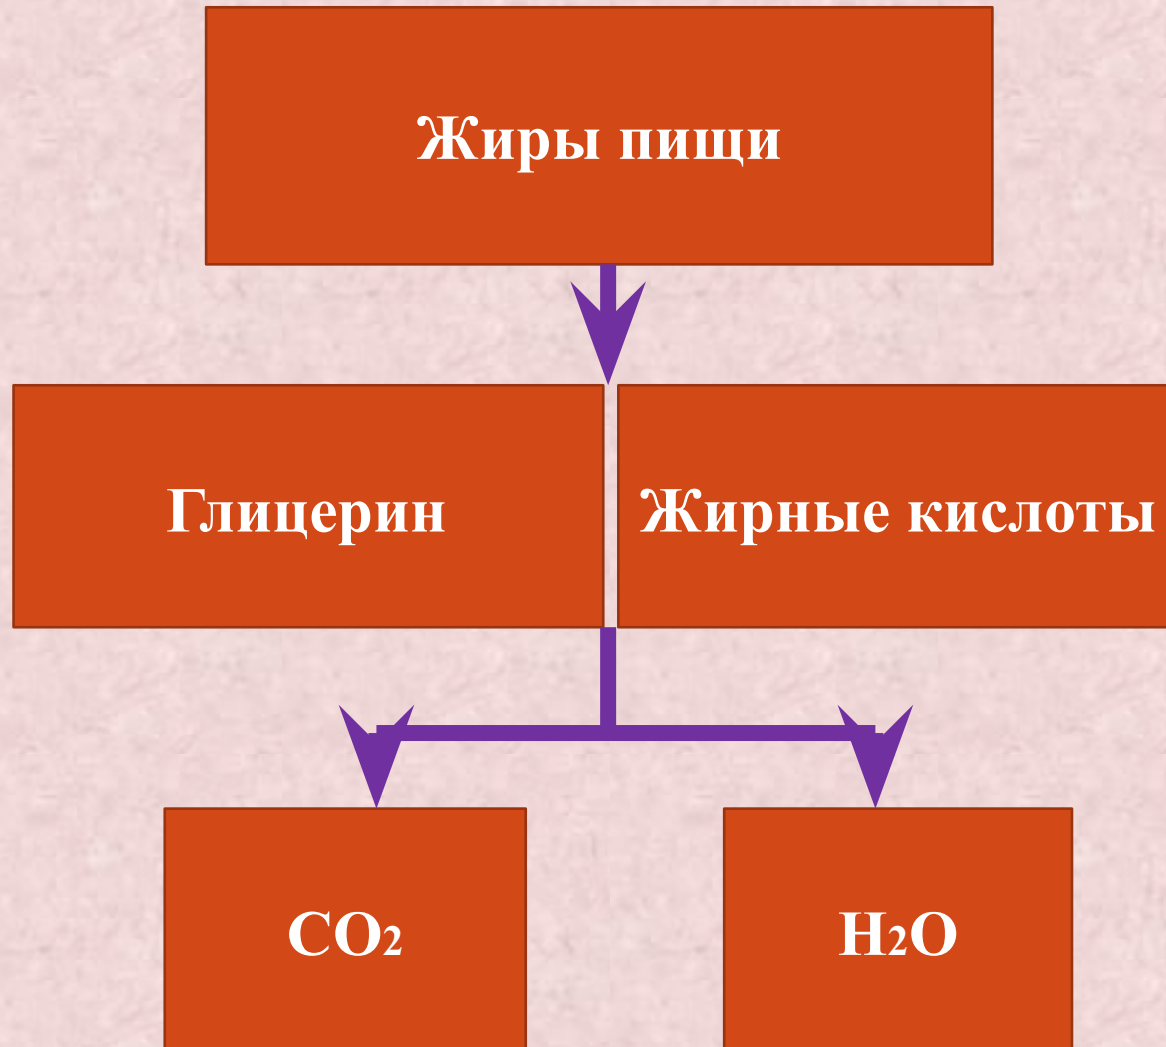 Жиры пищи
Глицерин
Жирные кислоты
CO₂
H₂O